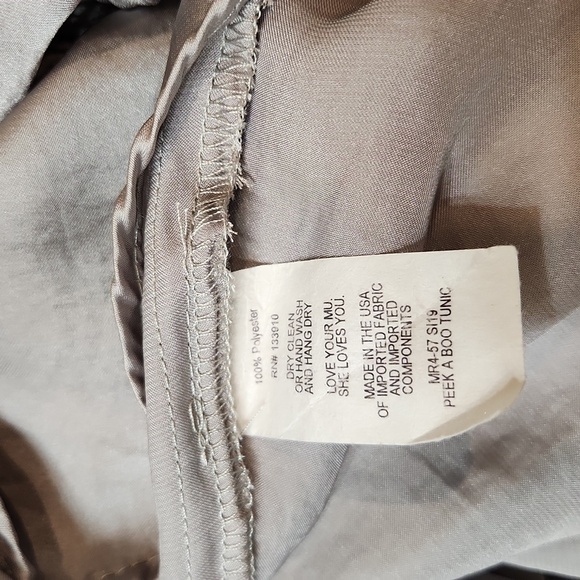 100% Polyester
RN# 133910
DRY CLEAN
OR HAND WASH
AND HANG DRY
LOVE YOUR MU.
SHE LOVES YOU.
MADE IN THE USA
OF IMPORTED FABRIC
AND IMPORTED
COMPONENTS
MR4-57 SI19
PEEK A BOO TUNIC